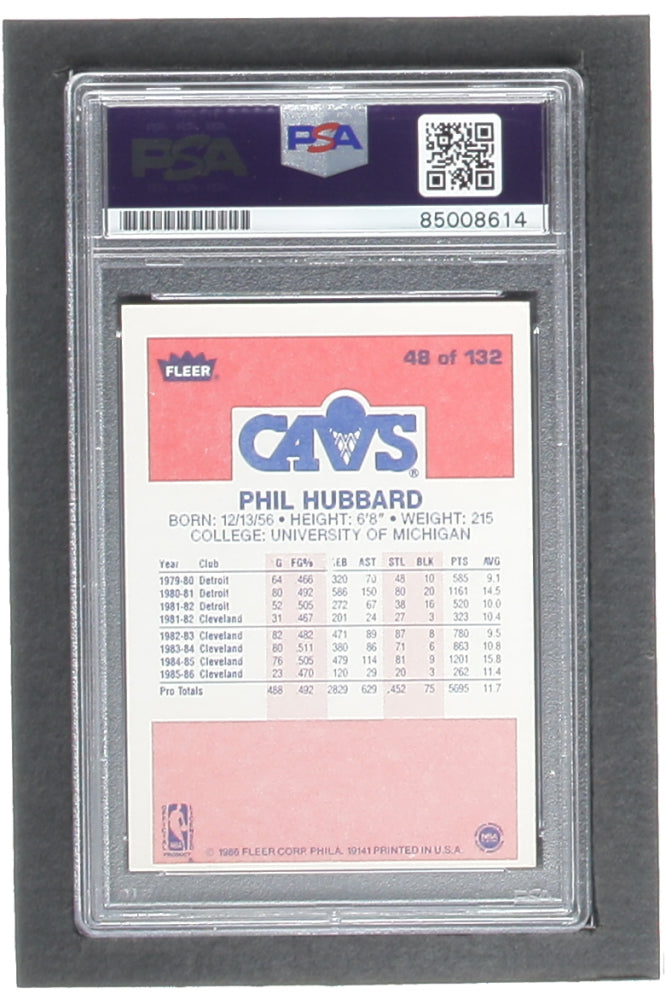 PSA
PSA
85008614
FLEER®
48 of 132
CAVS®
PHIL HUBBARD
BORN: 12/13/56 • HEIGHT: 6'8" • WEIGHT: 215
COLLEGE: UNIVERSITY OF MICHIGAN
Year Club G FG% EB AST STL BLK PTS AVG
1979-80 Detroit 64 .466 320 70 48 10 585 9.1
1980-81 Detroit 80 .492 586 150 80 20 1161 14.5
1981-82 Detroit 52 .505 272 67 38 16 520 10.0
1981-82 Cleveland 31 .467 201 24 27 3 323 10.4
1982-83 Cleveland 82 .482 471 89 87 8 780 9.5
1983-84 Cleveland 80 .511 380 86 71 6 863 10.8
1984-85 Cleveland 76 .505 479 114 81 9 1201 15.8
1985-86 Cleveland 23 .470 120 29 20 3 262 11.4
Pro Totals 488 .492 2829 629 .452 75 5695 11.7
OFFICIAL NBA PRODUCT
© 1986 FLEER CORP. PHILA. 19141 PRINTED IN U.S.A.
PSA